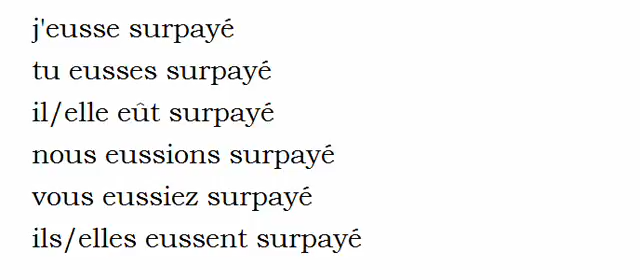 j'eusse surpayé
tu eusses surpayé
il/elle eût surpayé
nous eussions surpayé
vous eussiez surpayé
ils/elles eussent surpayé